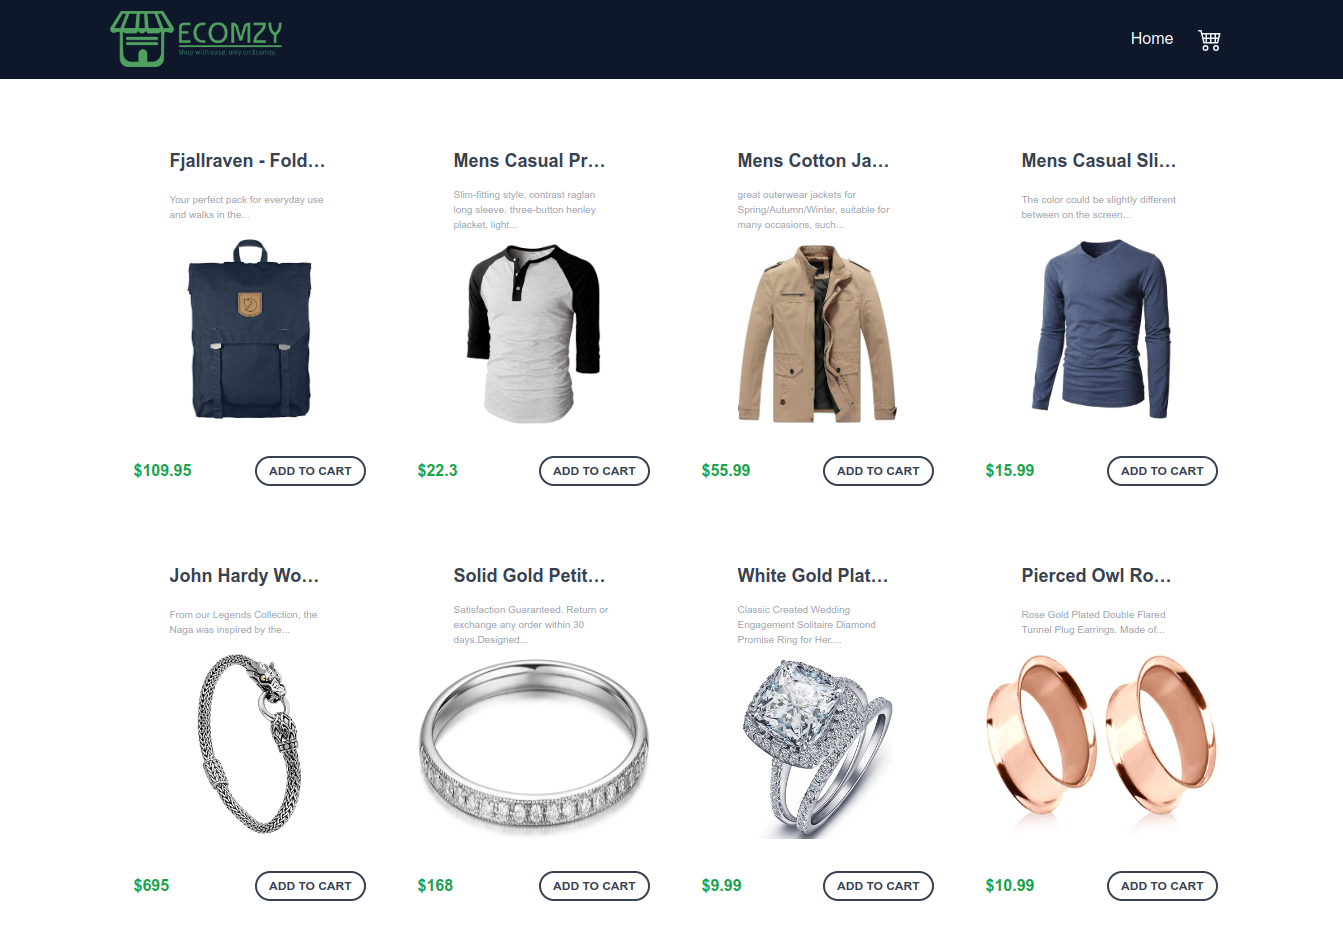 ECOMZY
Shop with ease, only on Ecomzy.
Home
Fjallraven - Fold...
Mens Casual Pr...
Mens Cotton Ja...
Mens Casual Sli...
Your perfect pack for everyday use
and walks in the...
Slim-fitting style, contrast raglan
long sleeve, three-button henley
placket, light...
great outerwear jackets for
Spring/Autumn/Winter, suitable for
many occasions, such...
The color could be slightly different
between on the screen...
$109.95
ADD TO CART
$22.3
ADD TO CART
$55.99
ADD TO CART
$15.99
ADD TO CART
John Hardy Wo...
Solid Gold Petit...
White Gold Plat...
Pierced Owl Ro...
From our Legends Collection, the
Naga was inspired by the...
Satisfaction Guaranteed. Return or
exchange any order within 30
days.Designed...
Classic Created Wedding
Engagement Solitaire Diamond
Promise Ring for Her....
Rose Gold Plated Double Flared
Tunnel Plug Earrings. Made of...
$695
ADD TO CART
$168
ADD TO CART
$9.99
ADD TO CART
$10.99
ADD TO CART